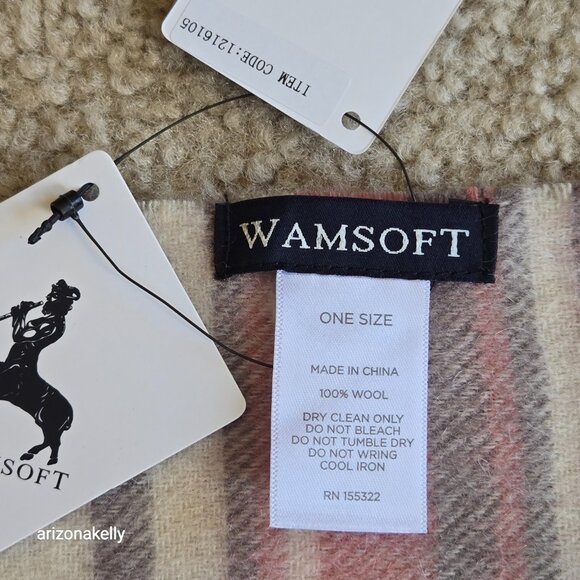 ITEM CODE:1216105
WAMSOFT
ONE SIZE
MADE IN CHINA
100% WOOL
DRY CLEAN ONLY
DO NOT BLEACH
DO NOT TUMBLE DRY
DO NOT WRING
COOL IRON
RN 155322
SOFT
arizonakelly